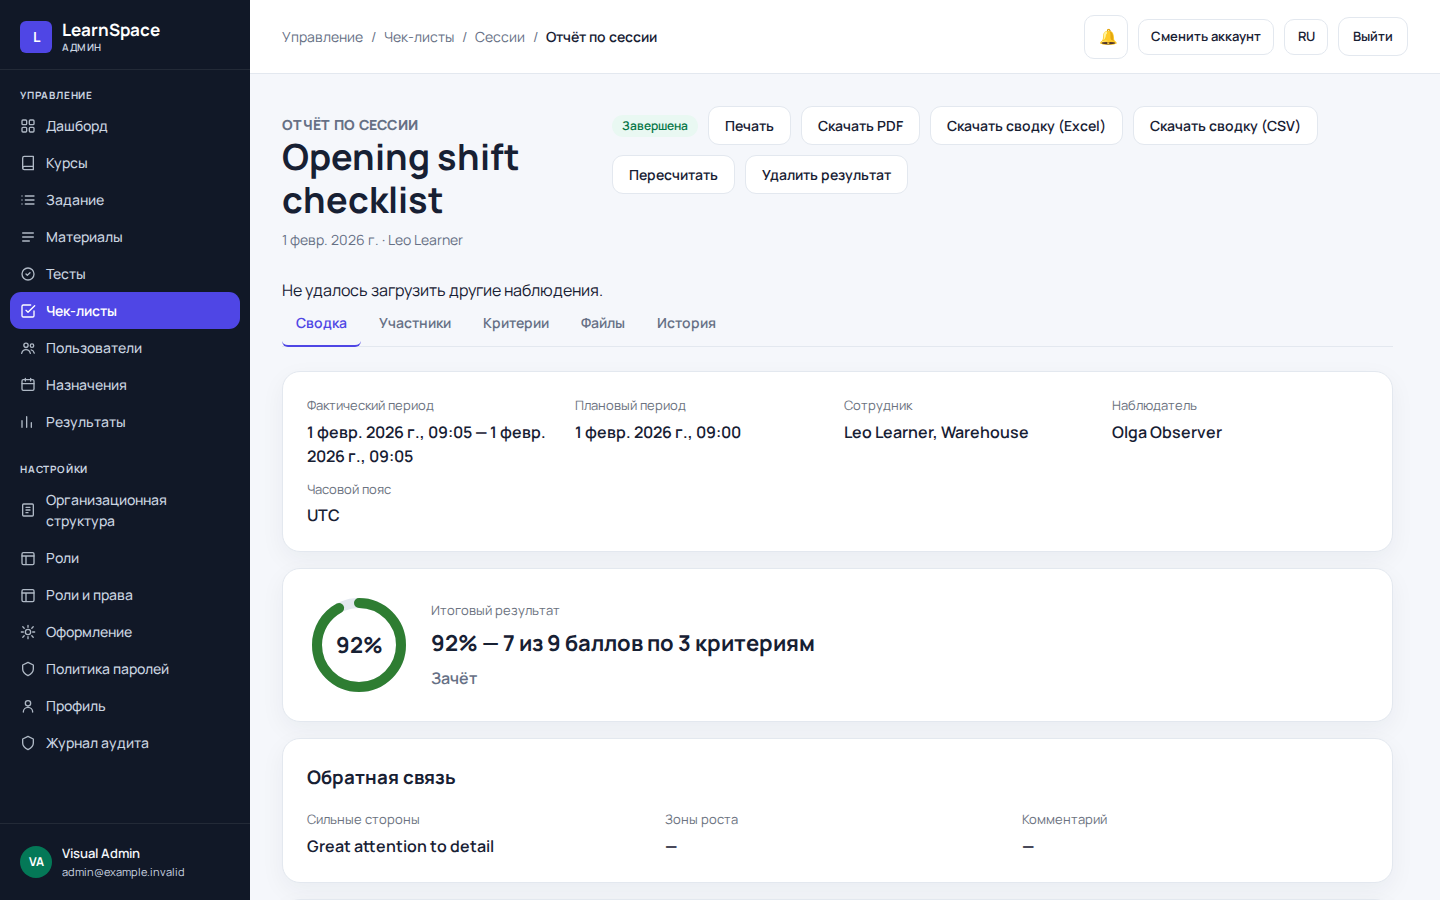 L
LearnSpace
АДМИН
УПРАВЛЕНИЕ
Дашборд
Курсы
Задание
Материалы
Тесты
Чек-листы
Пользователи
Назначения
Результаты
НАСТРОЙКИ
Организационная
структура
Роли
Роли и права
Оформление
Политика паролей
Профиль
Журнал аудита
VA
Visual Admin
admin@example.invalid
Управление / Чек-листы / Сессии / Отчёт по сессии
Сменить аккаунт
RU
Выйти
ОТЧЁТ ПО СЕССИИ
Opening shift
checklist
1 февр. 2026 г. · Leo Learner
Завершена
Печать
Скачать PDF
Скачать сводку (Excel)
Скачать сводку (CSV)
Пересчитать
Удалить результат
Не удалось загрузить другие наблюдения.
Сводка
Участники
Критерии
Файлы
История
Фактический период
1 февр. 2026 г., 09:05 — 1 февр.
2026 г., 09:05
Плановый период
1 февр. 2026 г., 09:00
Сотрудник
Leo Learner, Warehouse
Наблюдатель
Olga Observer
Часовой пояс
UTC
92%
Итоговый результат
92% — 7 из 9 баллов по 3 критериям
Зачёт
Обратная связь
Сильные стороны
Great attention to detail
Зоны роста
—
Комментарий
—